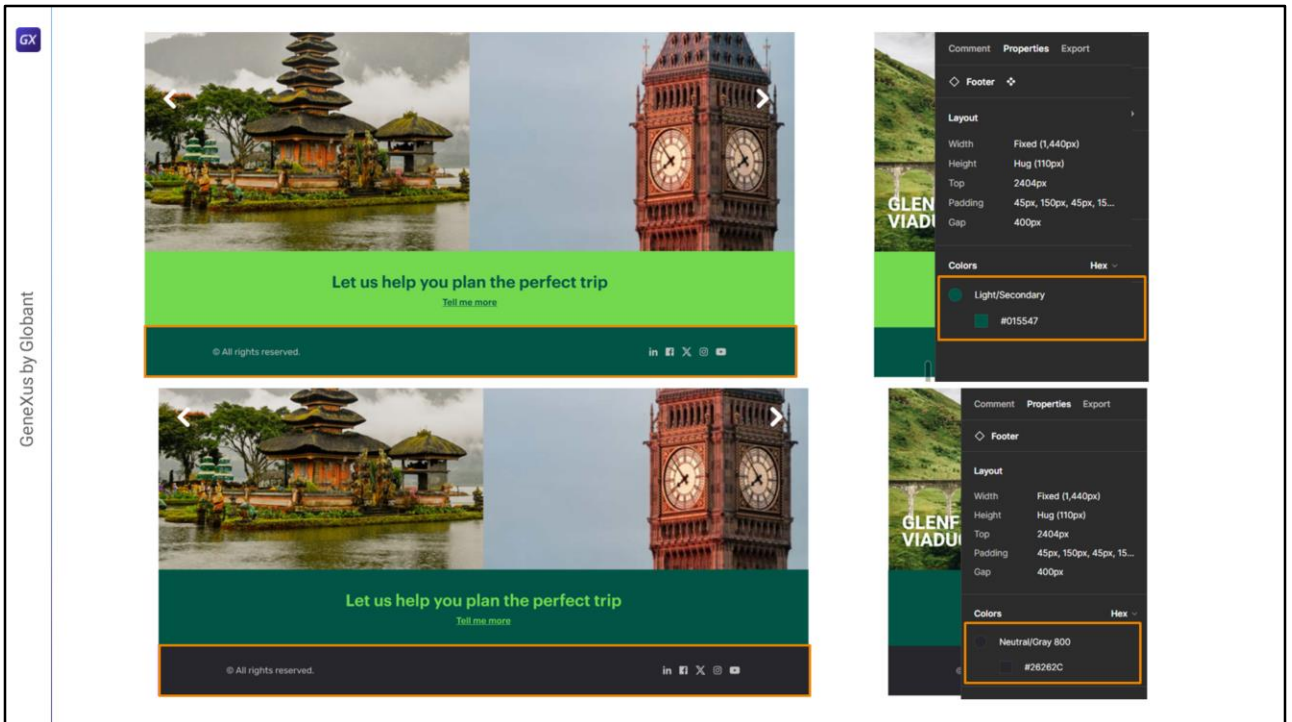 GX
GeneXus by Globant
Let us help you plan the perfect trip
Tell me more
© All rights reserved.
in
GLEN
VIADU
Comment Properties Export
Footer
Layout
Width Fixed (1,440px)
Height Hug (110px)
Top 2404px
Padding 45px, 150px, 45px, 15...
Gap 400px
Colors Hex
Light/Secondary
#015547
Let us help you plan the perfect trip
Tell me more
© All rights reserved.
in
GLENF
VIADU
Comment Properties Export
Footer
Layout
Width Fixed (1,440px)
Height Hug (110px)
Top 2404px
Padding 45px, 150px, 45px, 15...
Gap 400px
Colors Hex
Neutral/Gray 800
#26262C